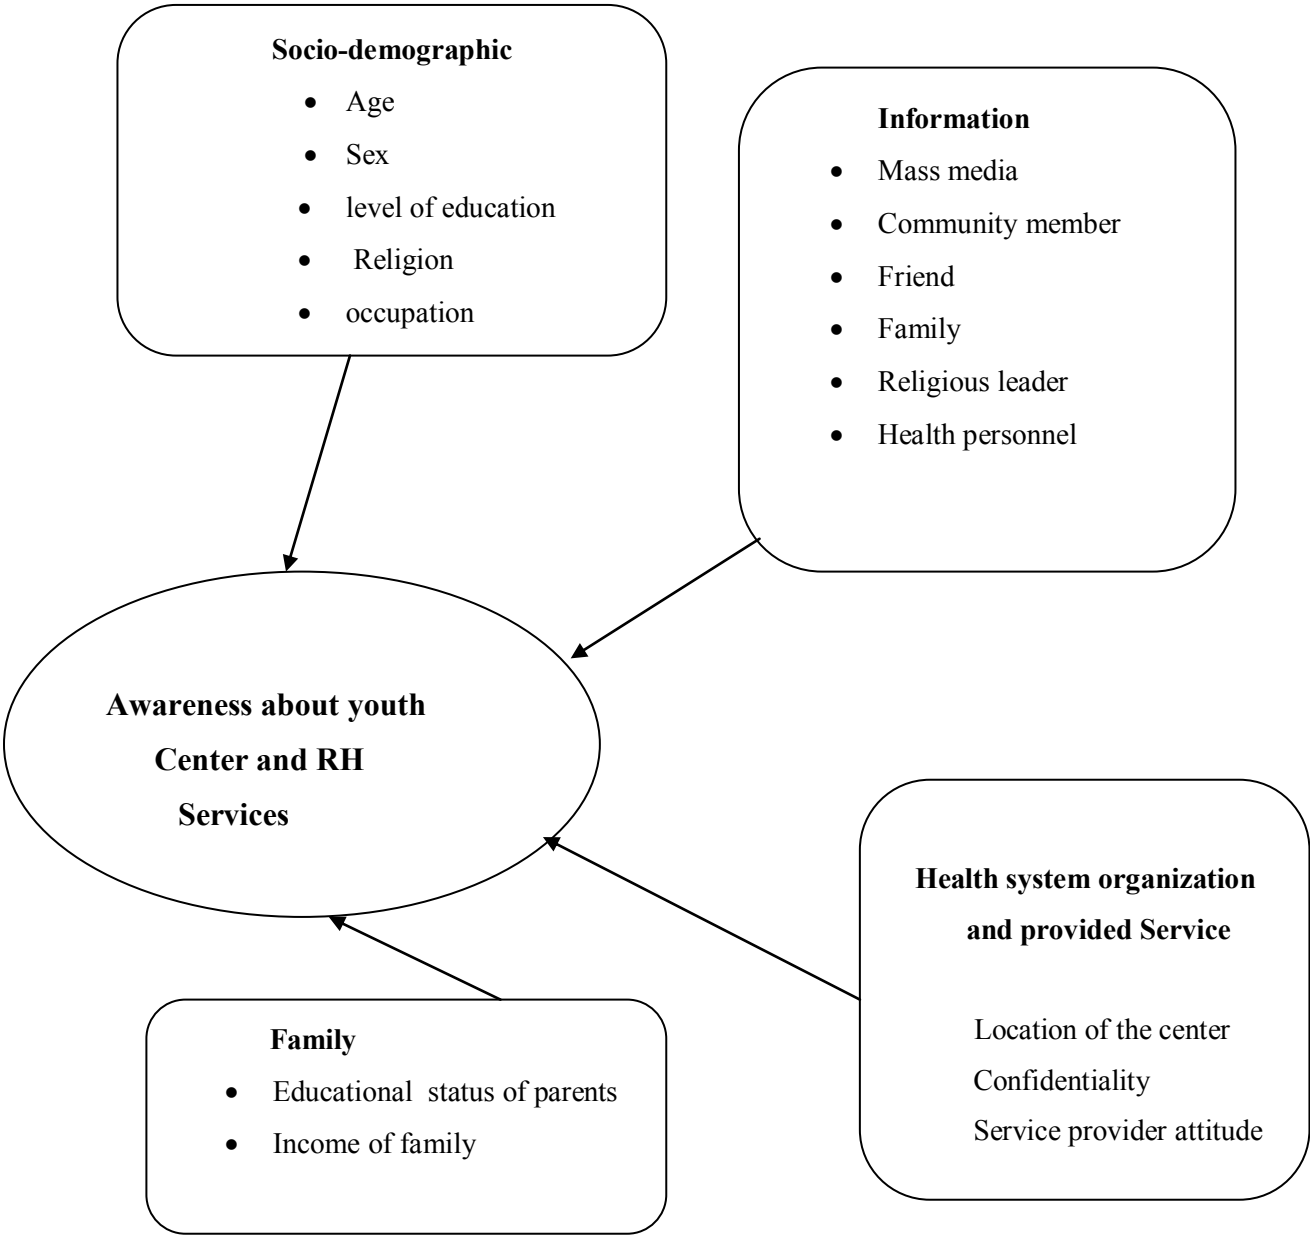 Socio-demographic
• Age
• Sex
• level of education
• Religion
• occupation
Information
• Mass media
• Community member
• Friend
• Family
• Religious leader
• Health personnel
Awareness about youth
Center and RH
Services
Health system organization
and provided Service
Location of the center
Confidentiality
Service provider attitude
Family
• Educational status of parents
• Income of family